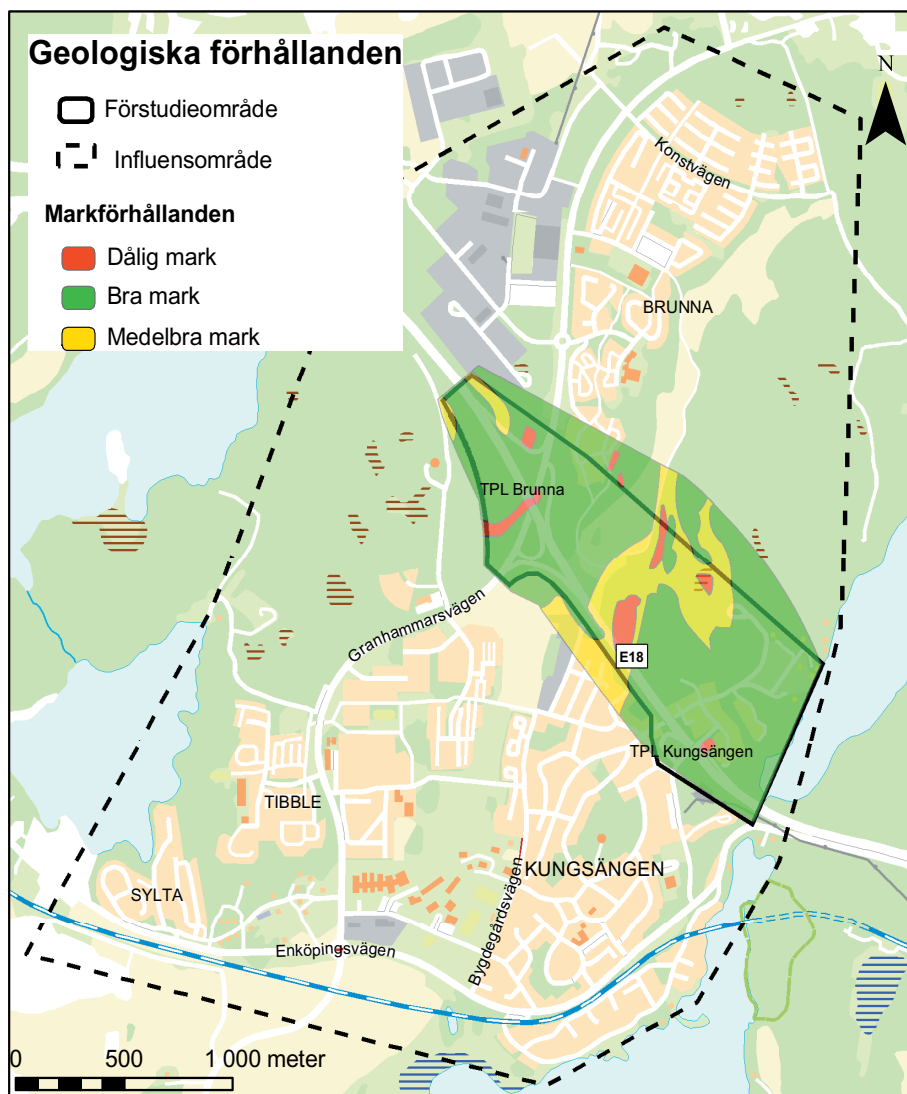 Geologiska förhållanden
N
Förstudieområde
Influensområde
Markförhållanden
Dålig mark
Bra mark
Medelbra mark
Konstvägen
BRUNNA
TPL Brunna
Granhammarsvägen
E18
TPL Kungsängen
TIBBLE
KUNGSÄNGEN
SYLTA
Bygdegårdsvägen
Enköpingsvägen
0 500 1 000 meter